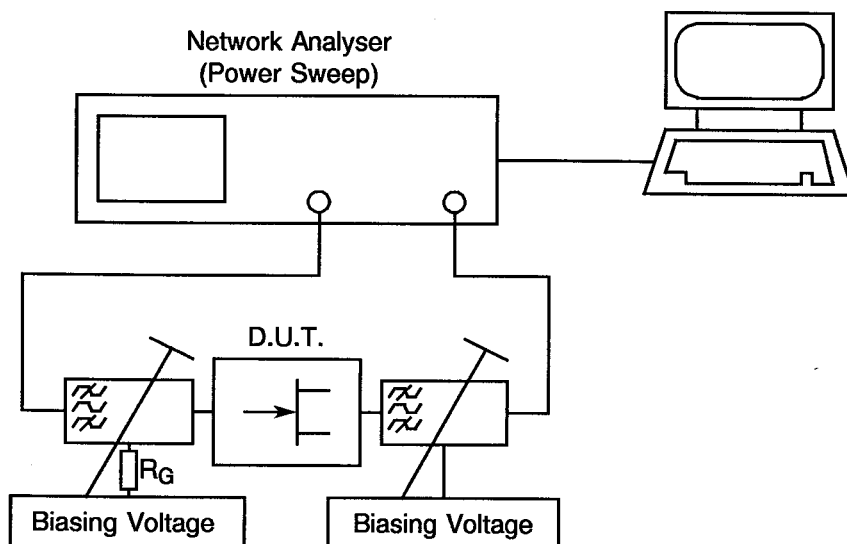 Network Analyser
(Power Sweep)
D.U.T.
RG
Biasing Voltage
Biasing Voltage